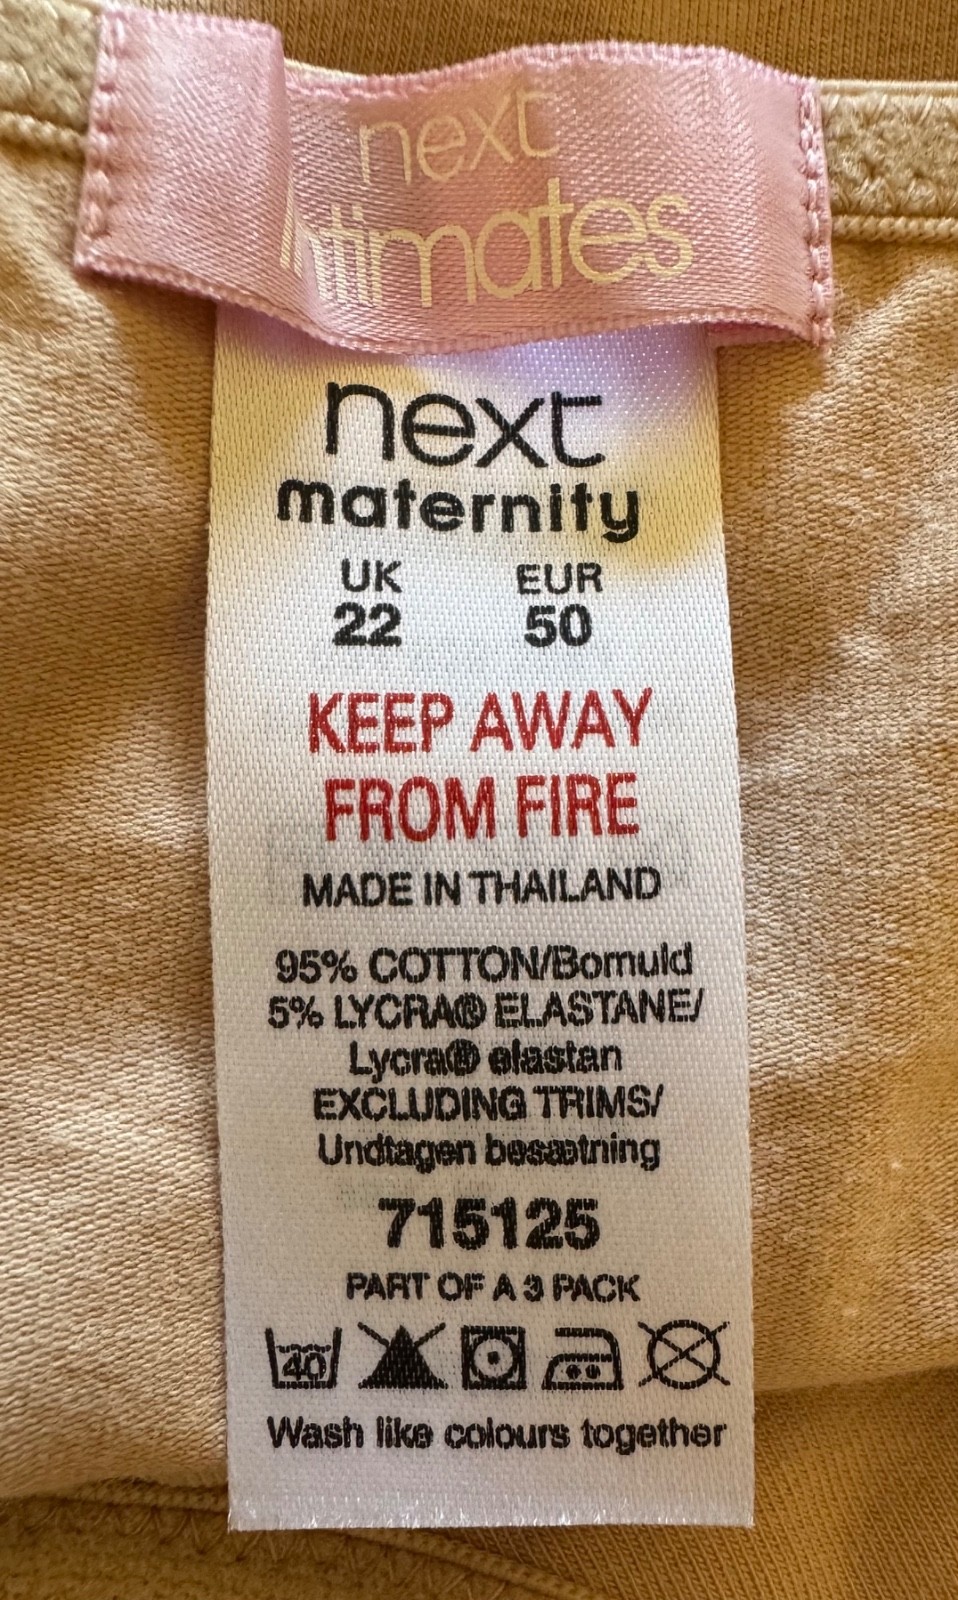 next
intimates
next
maternity
UK EUR
22 50
KEEP AWAY
FROM FIRE
MADE IN THAILAND
95% COTTON/Bomuld
5% LYCRA® ELASTANE/
Lycra® elastan
EXCLUDING TRIMS/
Undtagen besætning
715125
PART OF A 3 PACK
40
Wash like colours together